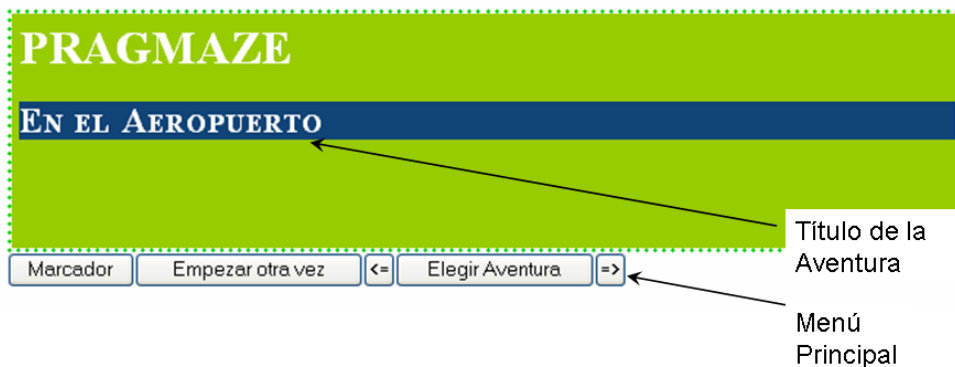 PRAGMAZE
EN EL AEROPUERTO
Título de la
Aventura
Marcador Empezar otra vez <= Elegir Aventura =>
Menú
Principal